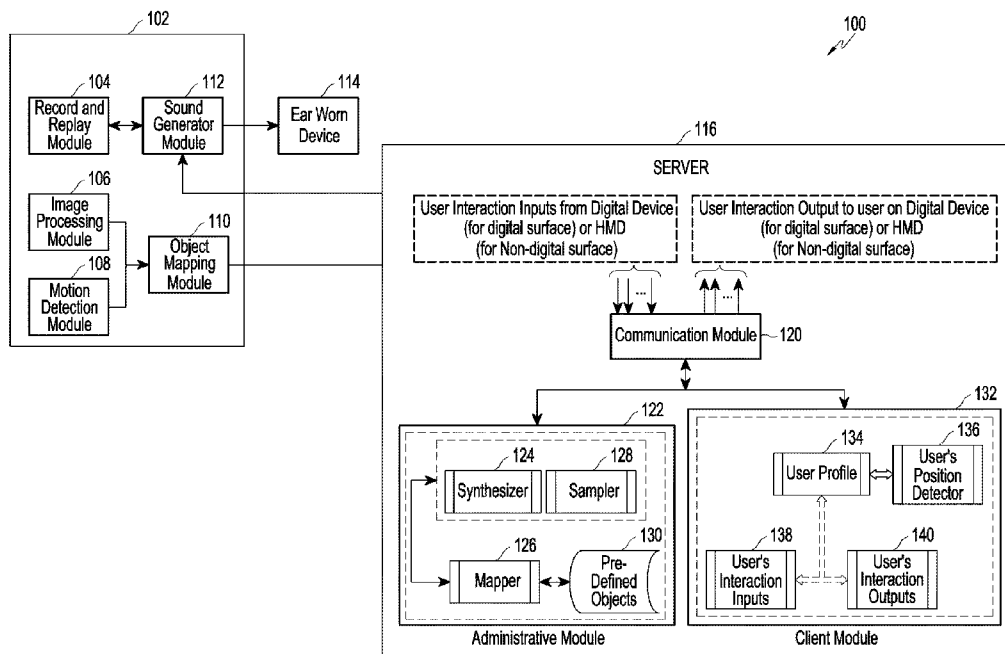 102
100
104
112
114
Record and
Replay Module
Sound
Generator
Module
Ear Worn
Device
116
SERVER
106
Image
Processing
Module
110
Object
Mapping
Module
108
Motion
Detection
Module
User Interaction Inputs from Digital Device
(for digital surface) or HMD
(for Non-digital surface)
User Interaction Output to user on Digital Device
(for digital surface) or HMD
(for Non-digital surface)
...
...
Communication Module
120
122
132
124
128
Synthesizer
Sampler
134
136
User Profile
User's
Position
Detector
126
130
Mapper
Pre-
Defined
Objects
138
140
User's
Interaction
Inputs
User's
Interaction
Outputs
Administrative Module
Client Module